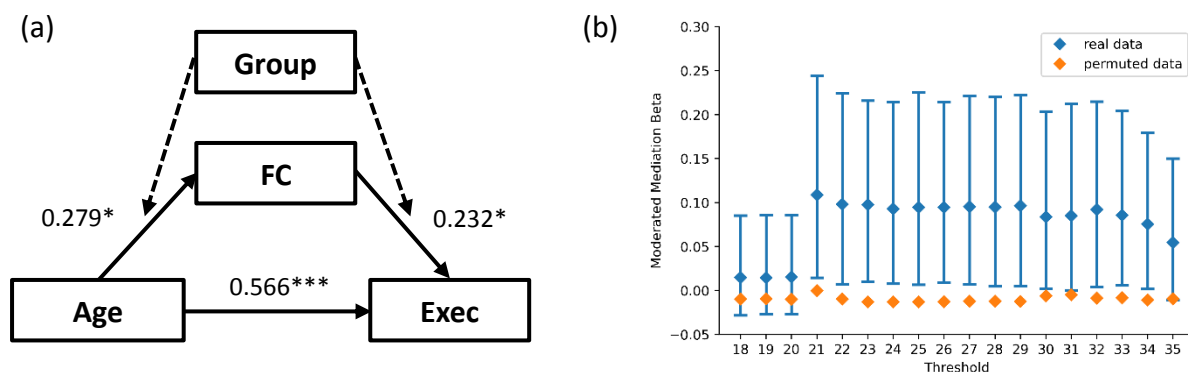 (a)
Group
FC
0.279*
0.232*
0.566***
Age
Exec
(b)
0.30
0.25
0.20
0.15
0.10
0.05
0.00
−0.05
Moderated Mediation Beta
real data
permuted data
18 19 20 21 22 23 24 25 26 27 28 29 30 31 32 33 34 35
Threshold